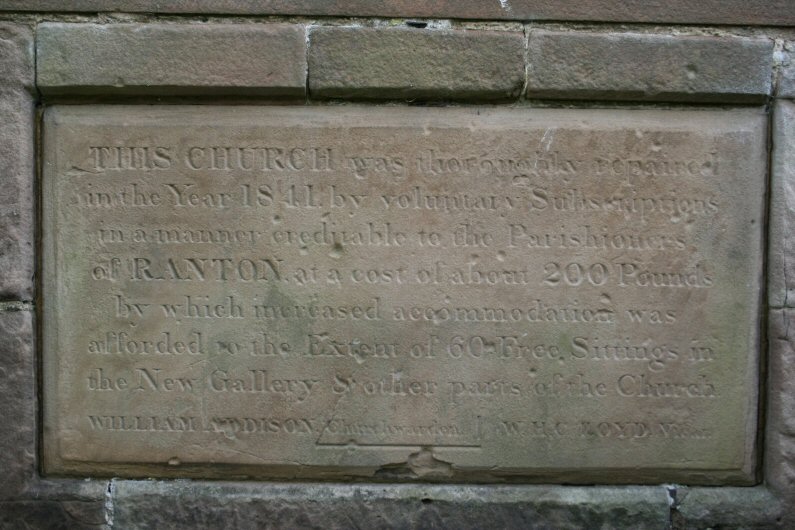 THIS CHURCH was thoroughly repaired
in the Year 1841 by voluntary Subscriptions
in a manner creditable to the Parishioners
of RANTON at a cost of about 200 Pounds
by which increased accommodation was
afforded to the Extent of 60 Free Sittings in
the New Gallery & other parts of the Church
WILLIAM ADDISON, Churchwarden. W. H. C. LOYD. Vicar.